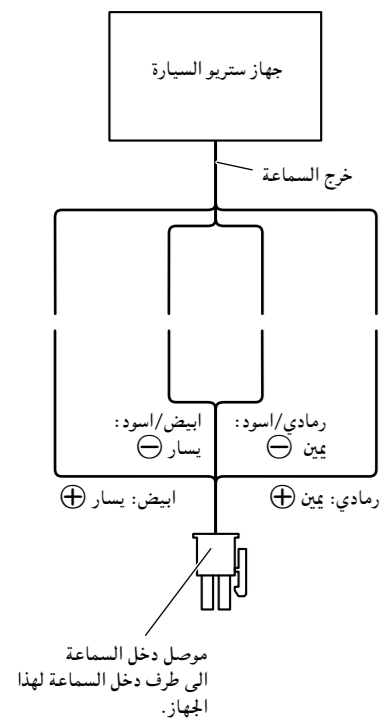 جهاز ستريو السيارة
خرج السماعة
رمادي/اسود:
يمين ⊖
ابيض/اسود:
يسار ⊖
رمادي: يمين ⊕
ابيض: يسار ⊕
موصل دخل السماعة
الى طرف دخل السماعة لهذا
الجهاز.